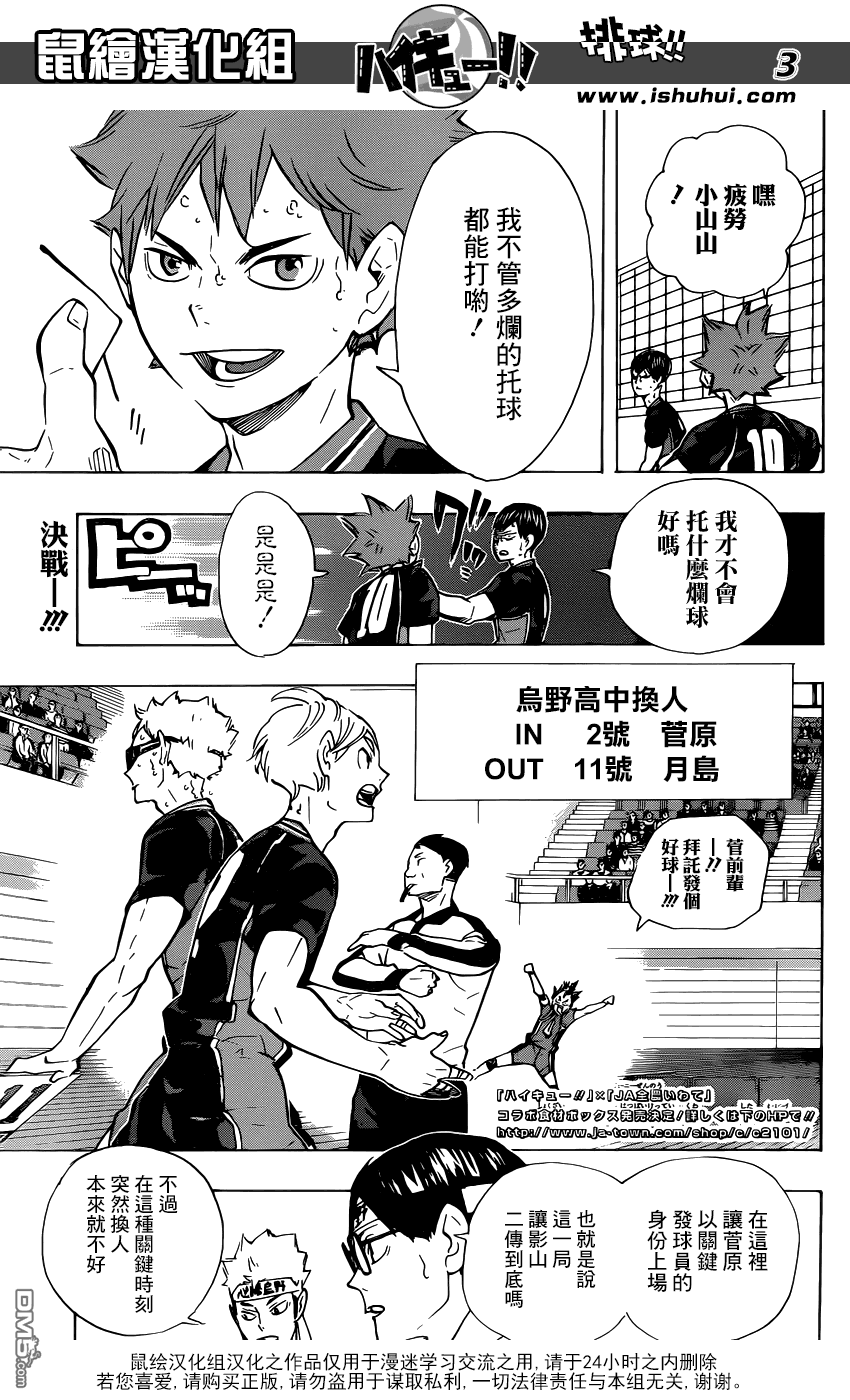 鼠繪漢化組
ハイキュー!!
排球!!
3
www.ishuhui.com
嘿
疲勞
小山山
！
我不管多爛的托球
都能打喲！
我才不會
托什麼爛球
好嗎
グッ
是是是！
ピーッ
決戰—!!!
烏野高中換人
IN 2號 菅原
OUT 11號 月島
菅前輩
—!!
拜託發個
好球—!!!
11
「ハイキュー!!」×「JA全農いわて」
コラボ食材ボックス発売決定!詳しくは下のHPで!!
http://www.ja-town.com/shop/c/c2101/
在這裡
讓菅原
以關鍵
發球員的
身份上場
也就是說
這一局
讓影山
二傳到底嗎
不過
在這種關鍵時刻
突然換人
本來就不好
DM5.com
鼠绘汉化组汉化之作品仅用于漫迷学习交流之用, 请于24小时之内删除
若您喜爱, 请购买正版, 请勿盗用于谋取私利, 一切法律责任与本组无关, 谢谢。